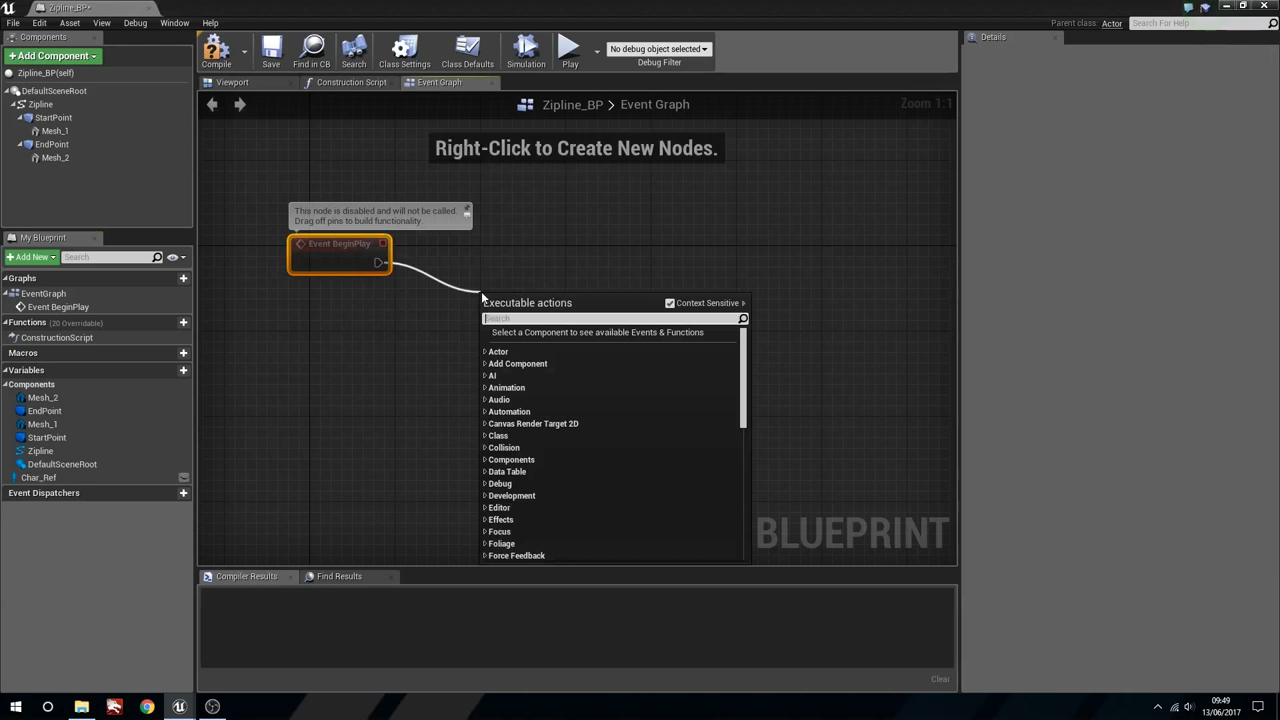 Zipline_BP*
File Edit Asset View Debug Window Help
Parent class: Actor
Search For Help
Components
Add Component
Zipline_BP(self)
DefaultSceneRoot
Zipline
StartPoint
Mesh_1
EndPoint
Mesh_2
Compile
Save
Find in CB
Search
Class Settings
Class Defaults
Simulation
Play
No debug object selected
Debug Filter
Details
Viewport
Construction Script
Event Graph
Zipline_BP > Event Graph
Zoom 1:1
Right-Click to Create New Nodes.
This node is disabled and will not be called.
Drag off pins to build functionality.
Event BeginPlay
Executable actions
Context Sensitive
Search
Select a Component to see available Events & Functions
Actor
Add Component
AI
Animation
Audio
Automation
Canvas Render Target 2D
Class
Collision
Components
Data Table
Debug
Development
Editor
Effects
Focus
Foliage
Force Feedback
BLUEPRINT
My Blueprint
Add New
Search
Graphs
EventGraph
Event BeginPlay
Functions (20 Overridable)
ConstructionScript
Macros
Variables
Components
Mesh_2
EndPoint
Mesh_1
StartPoint
Zipline
DefaultSceneRoot
Char_Ref
Event Dispatchers
Compiler Results
Find Results
Clear
09:49
13/06/2017